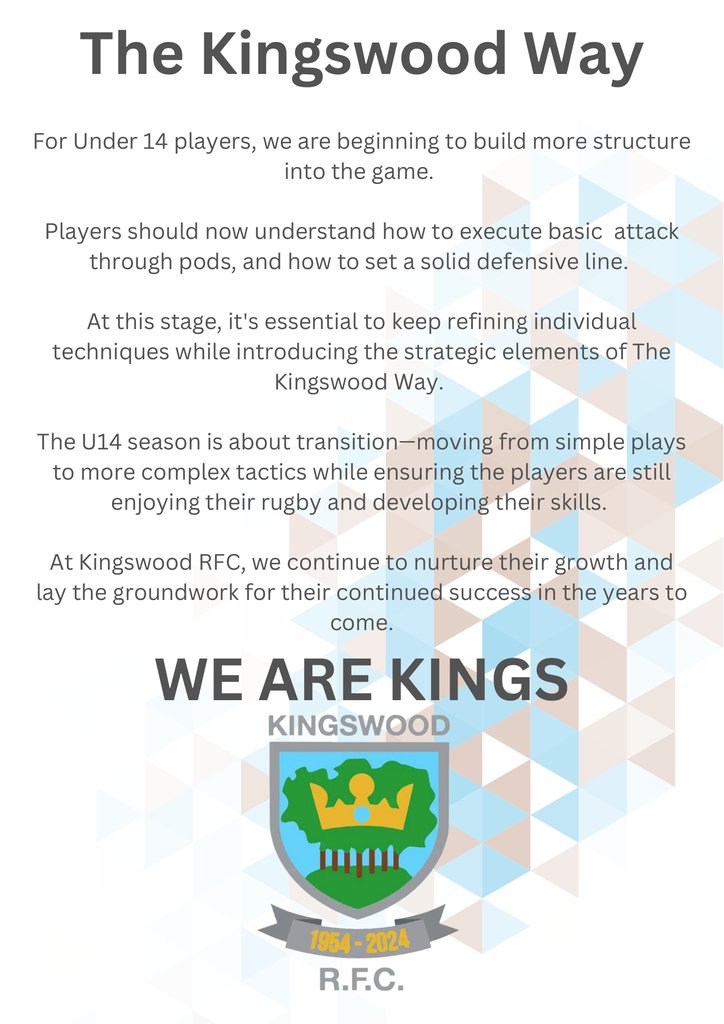 The Kingswood Way
For Under 14 players, we are beginning to build more structure
into the game.
Players should now understand how to execute basic  attack
through pods, and how to set a solid defensive line.
At this stage, it's essential to keep refining individual
techniques while introducing the strategic elements of The
Kingswood Way.
The U14 season is about transition—moving from simple plays
to more complex tactics while ensuring the players are still
enjoying their rugby and developing their skills.
At Kingswood RFC, we continue to nurture their growth and
lay the groundwork for their continued success in the years to
come.
WE ARE KINGS
KINGSWOOD
1954 - 2024
R.F.C.